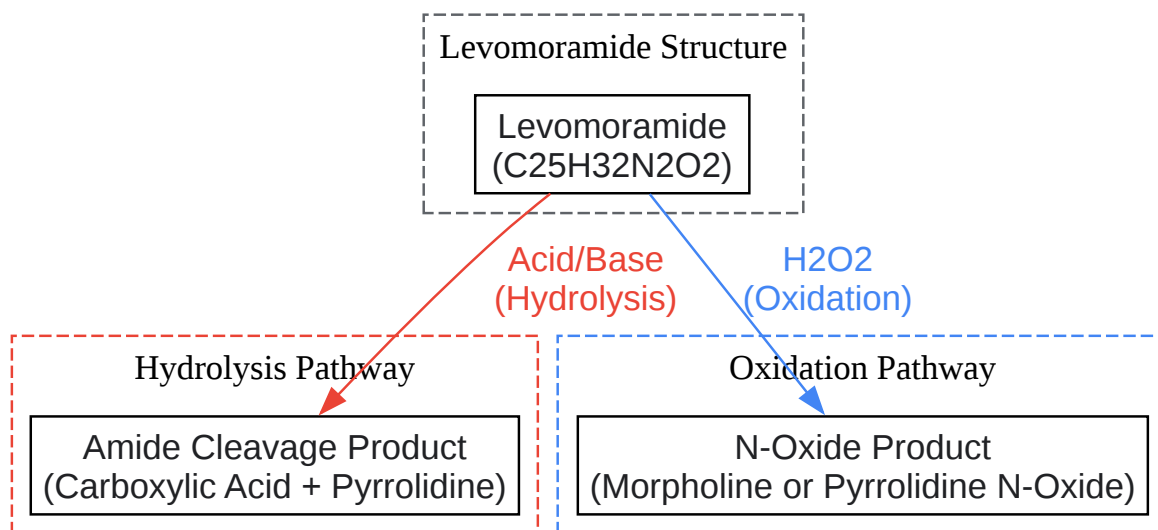 Levomoramide Structure
Levomoramide
(C25H32N2O2)
Acid/Base
(Hydrolysis)
H2O2
(Oxidation)
Hydrolysis Pathway
Amide Cleavage Product
(Carboxylic Acid + Pyrrolidine)
Oxidation Pathway
N-Oxide Product
(Morpholine or Pyrrolidine N-Oxide)